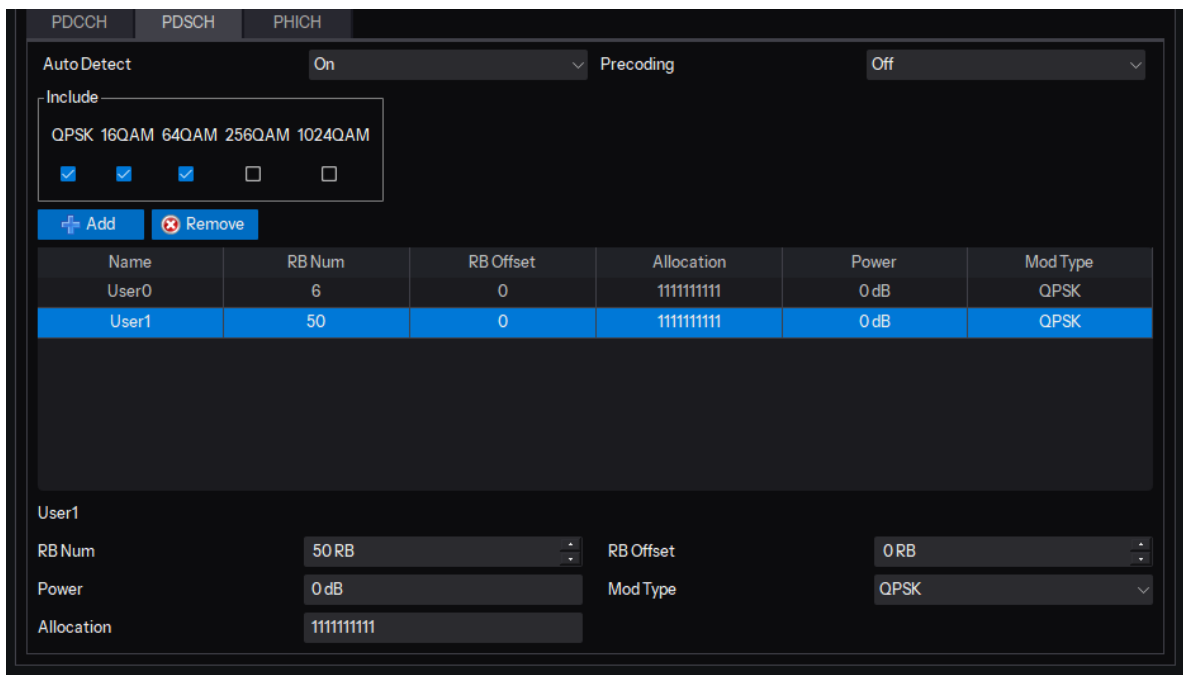 PDCCH PDSCH PHICH
Auto Detect On Precoding Off
Include
QPSK 16QAM 64QAM 256QAM 1024QAM
Add Remove
Name RB Num RB Offset Allocation Power Mod Type
User0 6 0 1111111111 0 dB QPSK
User1 50 0 1111111111 0 dB QPSK
User1
RB Num 50 RB RB Offset 0 RB
Power 0 dB Mod Type QPSK
Allocation 1111111111